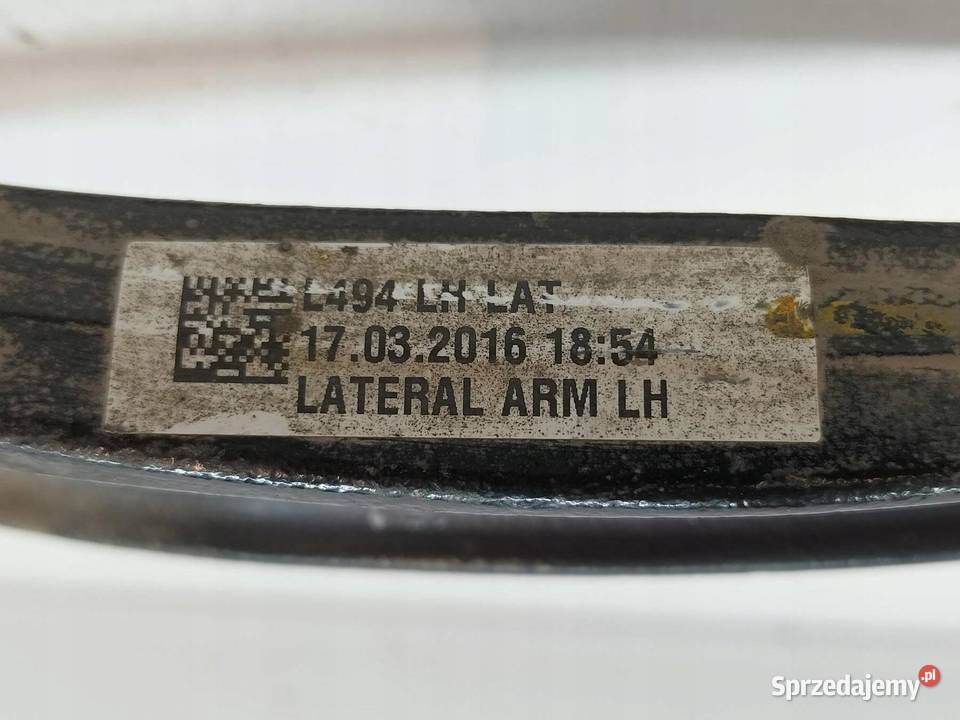 L494 LH LAT
17.03.2016 18:54
LATERAL ARM LH
Sprzedajemy.pl